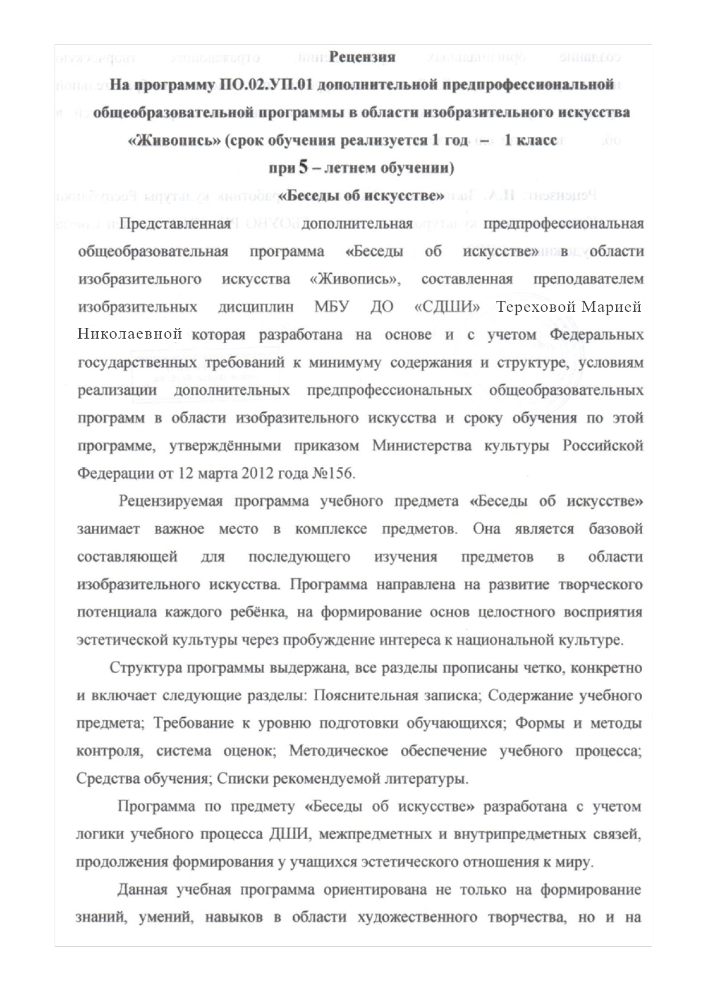 Рецензия
На программу ПО.02.УП.01 дополнительной предпрофессиональной
общеобразовательной программы в области изобразительного искусства
«Живопись» (срок обучения реализуется 1 год – 1 класс
при 5 – летнем обучении)
«Беседы об искусстве»
Представленная дополнительная предпрофессиональная
общеобразовательная программа «Беседы об искусстве» в области
изобразительного искусства «Живопись», составленная преподавателем
изобразительных дисциплин МБУ ДО «СДШИ» Тереховой Марией
Николаевной которая разработана на основе и с учетом Федеральных
государственных требований к минимуму содержания и структуре, условиям
реализации дополнительных предпрофессиональных общеобразовательных
программ в области изобразительного искусства и сроку обучения по этой
программе, утверждёнными приказом Министерства культуры Российской
Федерации от 12 марта 2012 года №156.
Рецензируемая программа учебного предмета «Беседы об искусстве»
занимает важное место в комплексе предметов. Она является базовой
составляющей для последующего изучения предметов в области
изобразительного искусства. Программа направлена на развитие творческого
потенциала каждого ребёнка, на формирование основ целостного восприятия
эстетической культуры через пробуждение интереса к национальной культуре.
Структура программы выдержана, все разделы прописаны четко, конкретно
и включает следующие разделы: Пояснительная записка; Содержание учебного
предмета; Требование к уровню подготовки обучающихся; Формы и методы
контроля, система оценок; Методическое обеспечение учебного процесса;
Средства обучения; Списки рекомендуемой литературы.
Программа по предмету «Беседы об искусстве» разработана с учетом
логики учебного процесса ДШИ, межпредметных и внутрипредметных связей,
продолжения формирования у учащихся эстетического отношения к миру.
Данная учебная программа ориентирована не только на формирование
знаний, умений, навыков в области художественного творчества, но и на